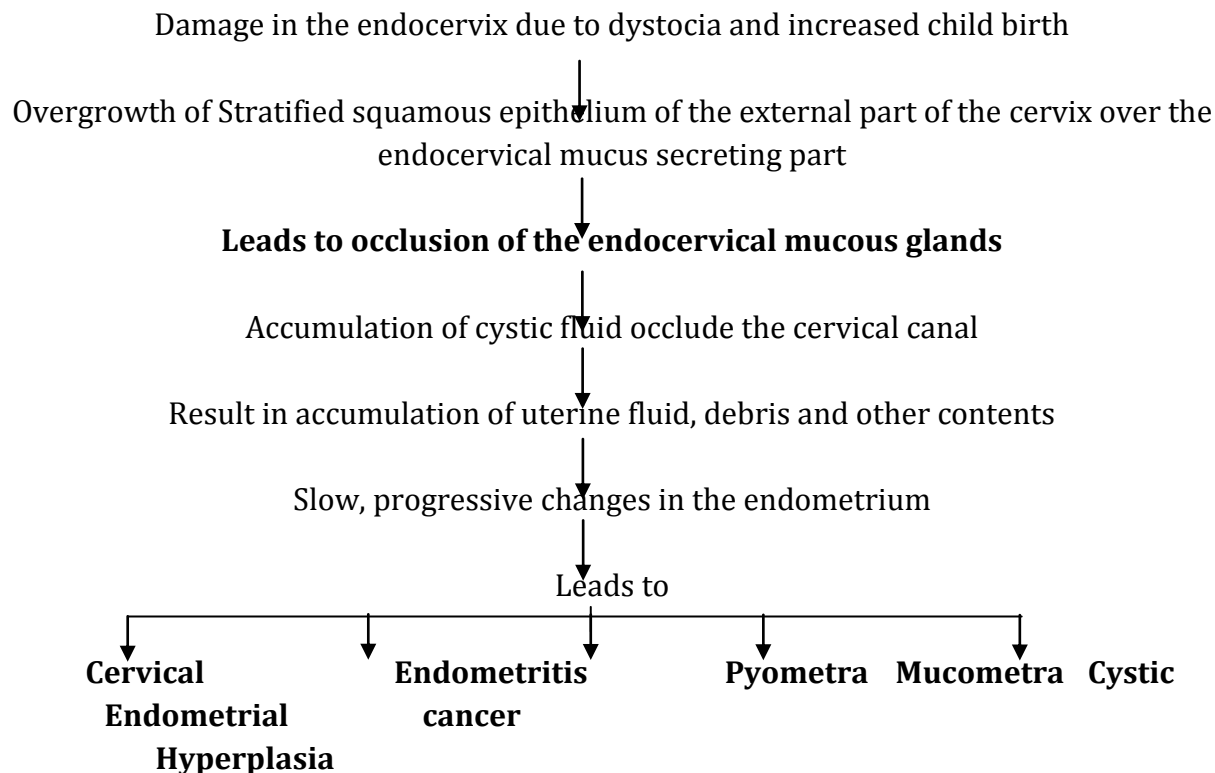 Damage in the endocervix due to dystocia and increased child birth
Overgrowth of Stratified squamous epithelium of the external part of the cervix over the
endocervical mucus secreting part
Leads to occlusion of the endocervical mucous glands
Accumulation of cystic fluid occlude the cervical canal
Result in accumulation of uterine fluid, debris and other contents
Slow, progressive changes in the endometrium
Leads to
Cervical Endometritis Pyometra Mucometra Cystic
Endometrial cancer
Hyperplasia